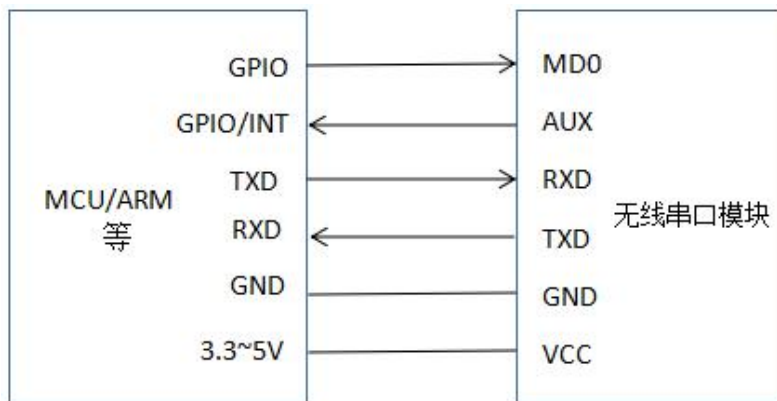 GPIO
GPIO/INT
TXD
MCU/ARM
等
RXD
GND
3.3~5V
MD0
AUX
RXD
无线串口模块
TXD
GND
VCC